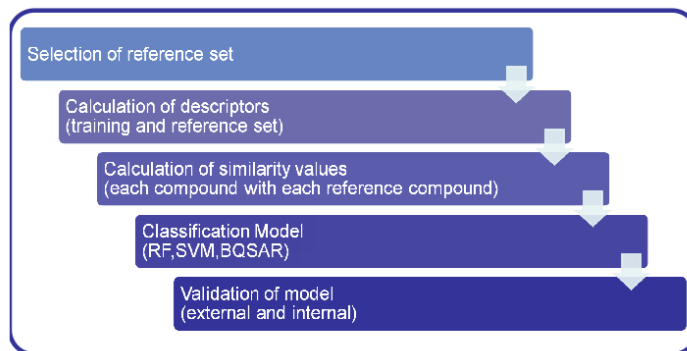 Selection of reference set
Calculation of descriptors
(training and reference set)
Calculation of similarity values
(each compound with each reference compound)
Classification Model
(RF,SVM,BQSAR)
Validation of model
(external and internal)